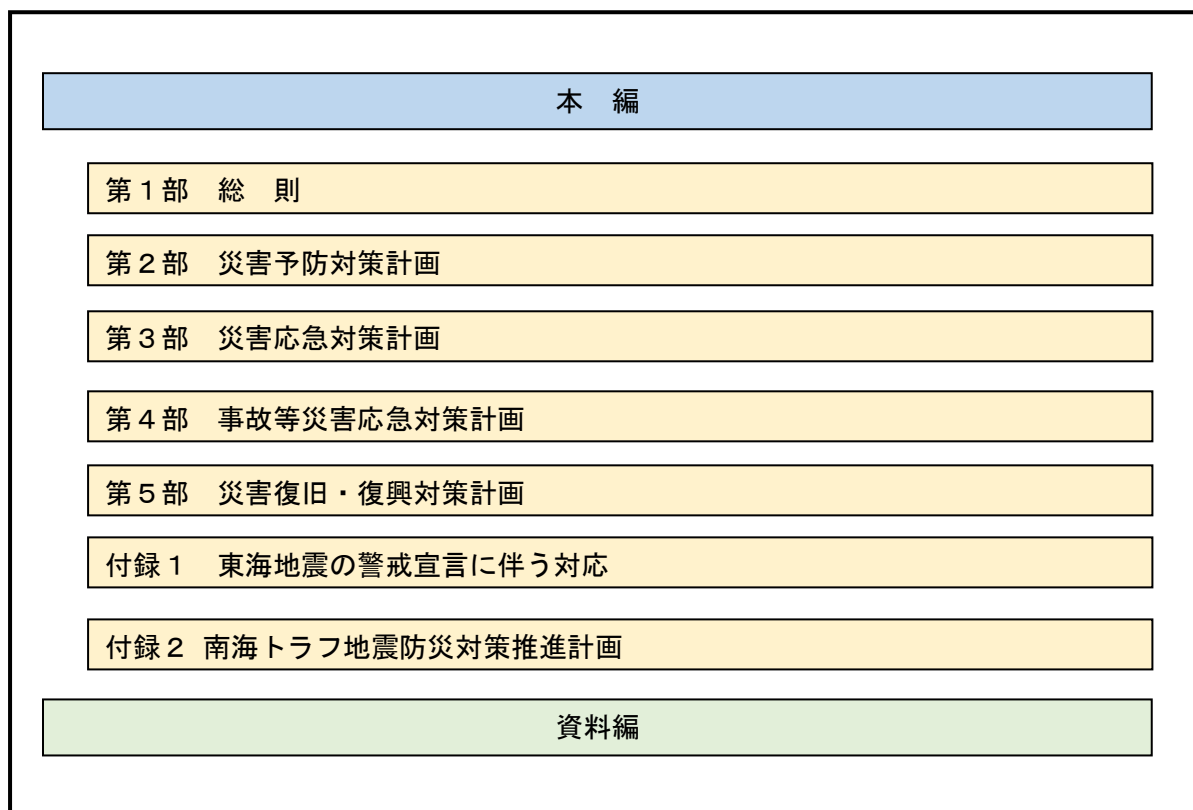 本　編
第１部　総　則
第２部　災害予防対策計画
第３部　災害応急対策計画
第４部　事故等災害応急対策計画
第５部　災害復旧・復興対策計画
付録１　東海地震の警戒宣言に伴う対応
付録２ 南海トラフ地震防災対策推進計画
資料編